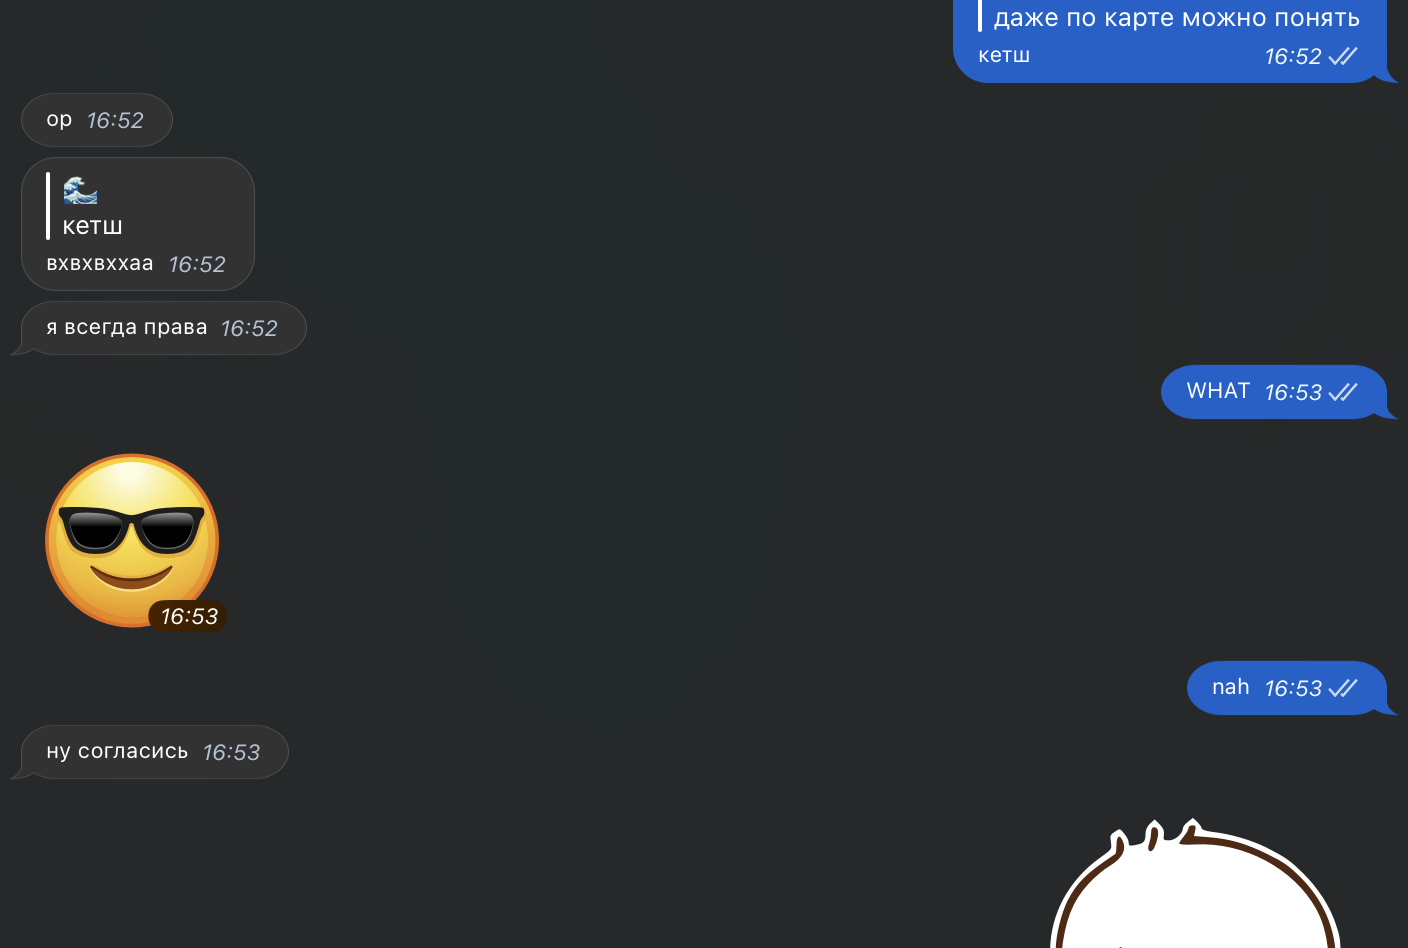 даже по карте можно понять
кетш 16:52
ор 16:52
🌊
кетш
вхвхвххаа 16:52
я всегда права 16:52
WHAT 16:53
16:53
nah 16:53
ну согласись 16:53